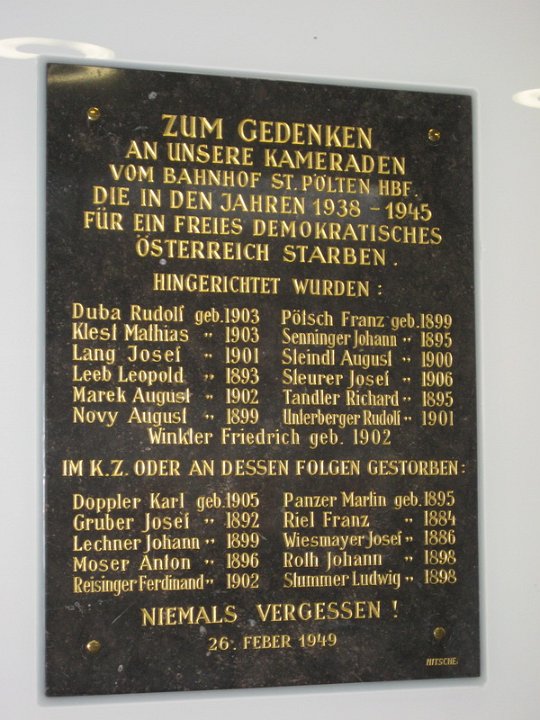 ZUM GEDENKEN
AN UNSERE KAMERADEN
VOM BAHNHOF ST. PÖLTEN HBF.
DIE IN DEN JAHREN 1938 – 1945
FÜR EIN FREIES DEMOKRATISCHES
ÖSTERREICH STARBEN.
HINGERICHTET WURDEN:
Duba Rudolf geb. 1903 Pötsch Franz geb. 1899
Klest Mathias „ 1903 Senninger Johann „ 1895
Lang Josef „ 1901 Steindl August „ 1900
Leeb Leopold „ 1893 Steurer Josef „ 1906
Marek August „ 1902 Tandler Richard „ 1895
Novy August „ 1899 Unterberger Rudolf „ 1901
Winkler Friedrich geb. 1902
IM K.Z. ODER AN DESSEN FOLGEN GESTORBEN:
Doppler Karl geb. 1905 Panzer Martin geb. 1895
Gruber Josef „ 1892 Riel Franz „ 1884
Lechner Johann „ 1899 Wiesmayer Josef „ 1886
Moser Anton „ 1896 Roth Johann „ 1898
Reisinger Ferdinand „ 1902 Stummer Ludwig „ 1898
NIEMALS VERGESSEN !
26. FEBER 1949
HITSCHE